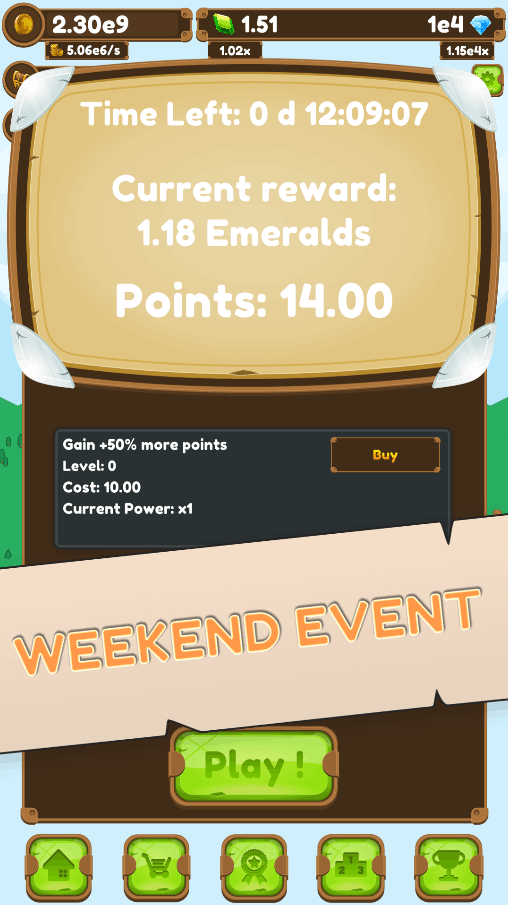 2.30e9
1.51
1e4
5.06e6/s
1.02x
1.15e4x
Time Left: 0 d 12:09:07
Current reward:
1.18 Emeralds
Points: 14.00
Gain +50% more points
Level: 0
Cost: 10.00
Current Power: x1
Buy
WEEKEND EVENT
Play !
2 1 3